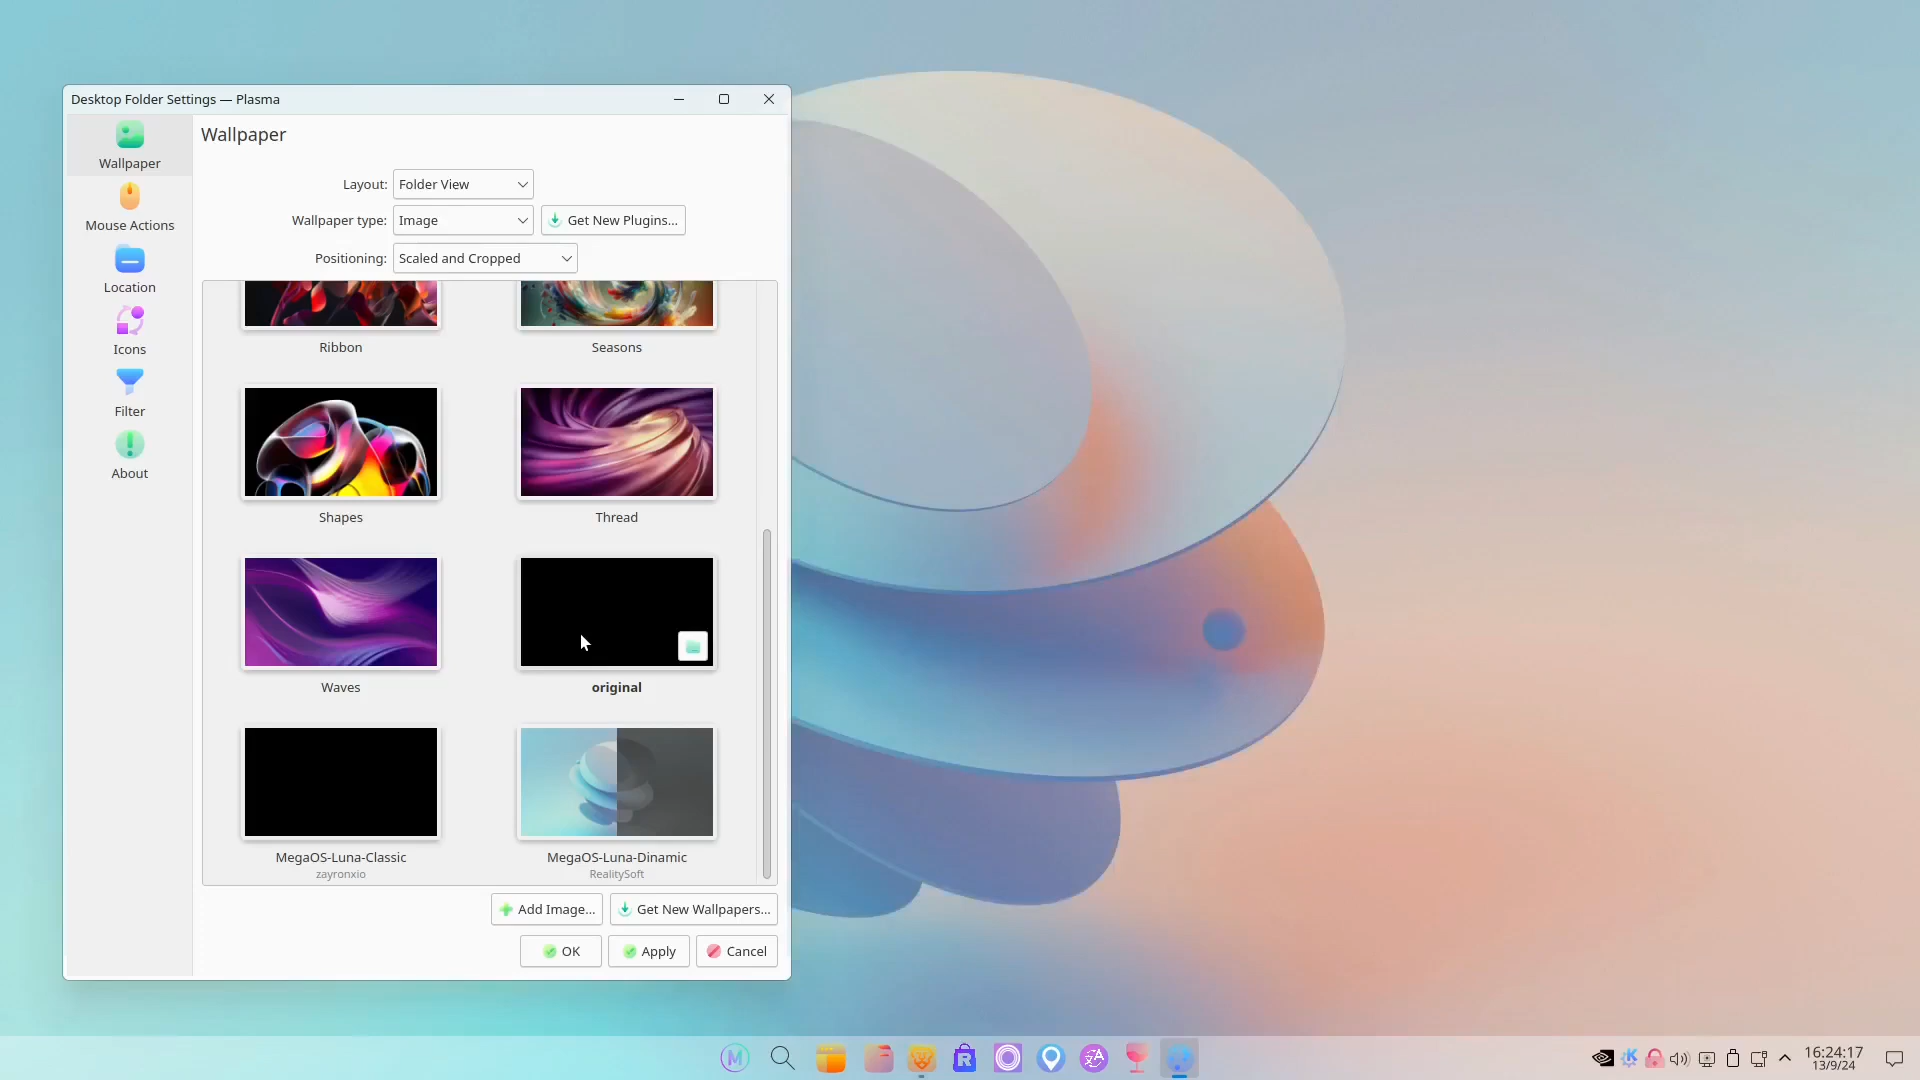 Desktop Folder Settings — Plasma
Wallpaper
Mouse Actions
Location
Icons
Filter
About
Wallpaper
Layout: Folder View
Wallpaper type: Image Get New Plugins...
Positioning: Scaled and Cropped
Ribbon Seasons
Shapes Thread
Waves original
MegaOS-Luna-Classic MegaOS-Luna-Dinamic
zayronxio RealitySoft
Add Image... Get New Wallpapers...
OK Apply Cancel
M
R
K
16:24:17
13/9/24